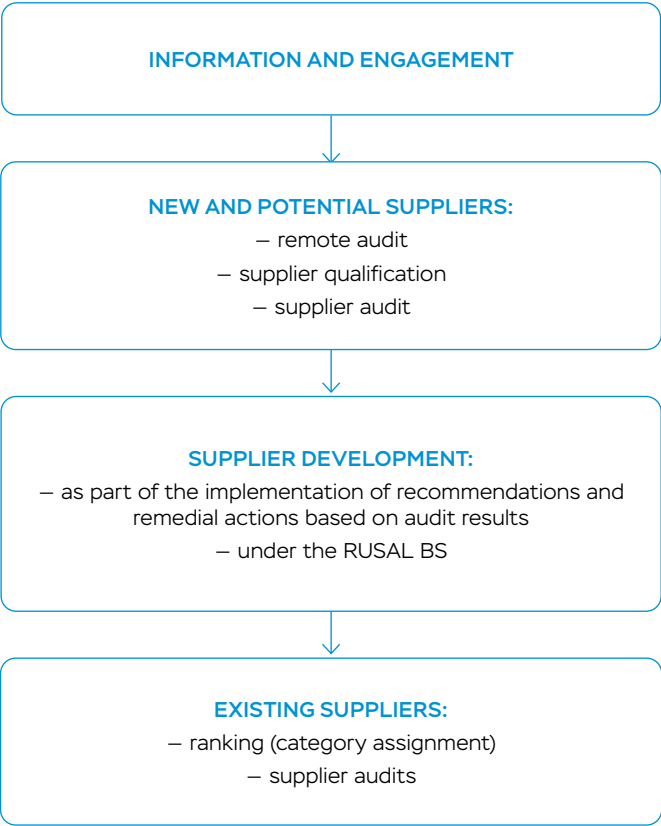 INFORMATION AND ENGAGEMENT
NEW AND POTENTIAL SUPPLIERS:
— remote audit
— supplier qualification
— supplier audit
SUPPLIER DEVELOPMENT:
— as part of the implementation of recommendations and
remedial actions based on audit results
— under the RUSAL BS
EXISTING SUPPLIERS:
— ranking (category assignment)
— supplier audits